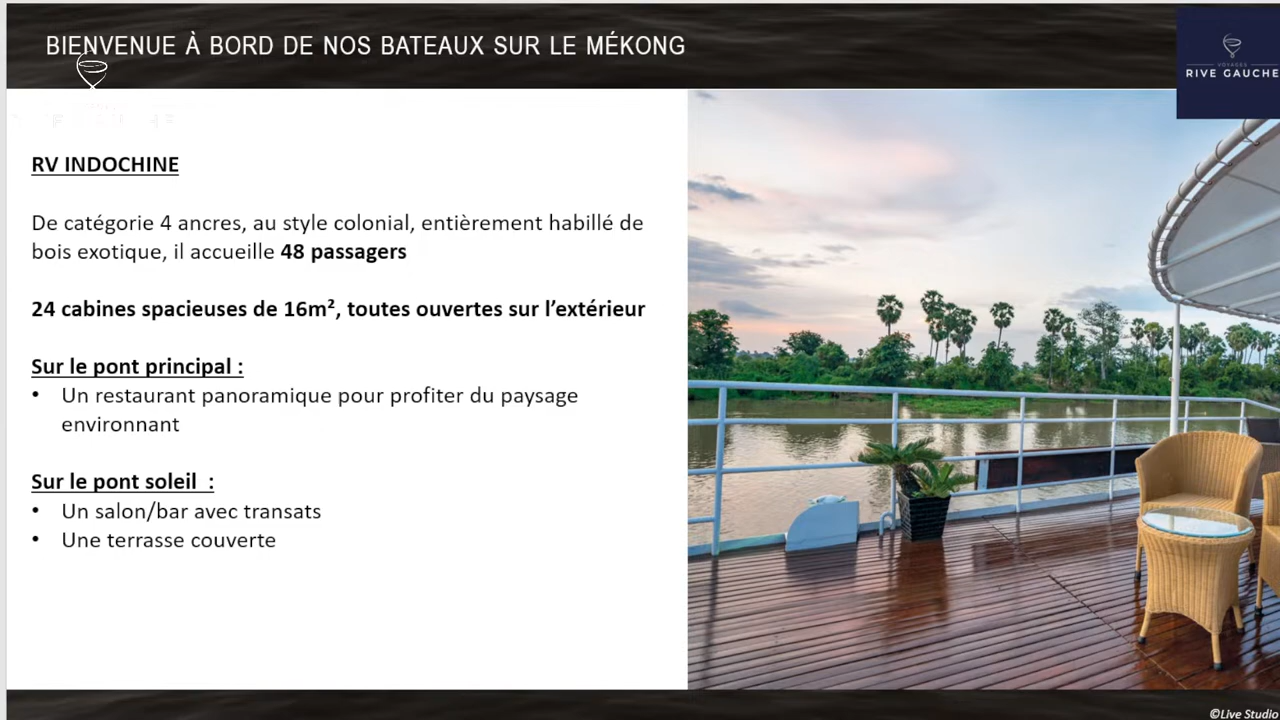 BIENVENUE À BORD DE NOS BATEAUX SUR LE MÉKONG
VOYAGES
RIVE GAUCHE
RV INDOCHINE
De catégorie 4 ancres, au style colonial, entièrement habillé de
bois exotique, il accueille 48 passagers
24 cabines spacieuses de 16m², toutes ouvertes sur l’extérieur
Sur le pont principal :
• Un restaurant panoramique pour profiter du paysage
environnant
Sur le pont soleil :
• Un salon/bar avec transats
• Une terrasse couverte
©Live Studio